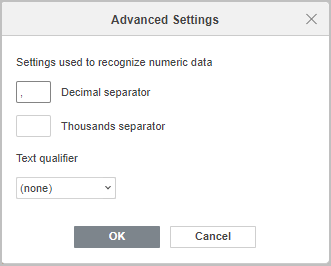 Advanced Settings
Settings used to recognize numeric data
, Decimal separator
Thousands separator
Text qualifier
(none)
OK Cancel